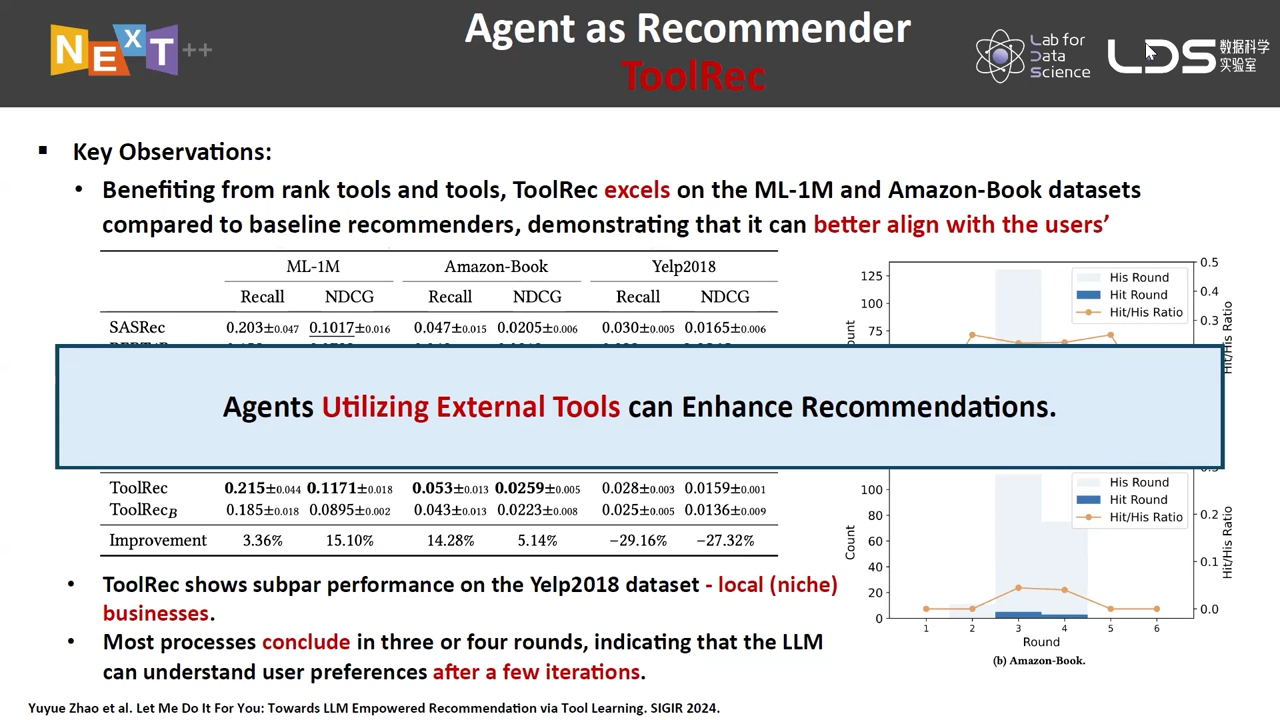 NExT++
Agent as Recommender
ToolRec
Lab for
Data
Science
LDS 数据科学
实验室
Key Observations:
• Benefiting from rank tools and tools, ToolRec excels on the ML-1M and Amazon-Book datasets
compared to baseline recommenders, demonstrating that it can better align with the users’
ML-1M Amazon-Book Yelp2018
Recall NDCG Recall NDCG Recall NDCG
SASRec 0.203±0.047 0.1017±0.016 0.047±0.015 0.0205±0.006 0.030±0.005 0.0165±0.006
Agents Utilizing External Tools can Enhance Recommendations.
ToolRec 0.215±0.044 0.1171±0.018 0.053±0.013 0.0259±0.005 0.028±0.003 0.0159±0.001
ToolRecB 0.185±0.018 0.0895±0.002 0.043±0.013 0.0223±0.008 0.025±0.005 0.0136±0.009
Improvement 3.36% 15.10% 14.28% 5.14% −29.16% −27.32%
125
100
75
0.5
0.4
0.3
His Round
Hit Round
Hit/His Ratio
Hit/His Ratio
100
80
60
40
20
0
Count
His Round
Hit Round
Hit/His Ratio
0.2
0.1
0.0
Hit/His Ratio
1 2 3 4 5 6
Round
(b) Amazon-Book.
• ToolRec shows subpar performance on the Yelp2018 dataset - local (niche)
businesses.
• Most processes conclude in three or four rounds, indicating that the LLM
can understand user preferences after a few iterations.
Yuyue Zhao et al. Let Me Do It For You: Towards LLM Empowered Recommendation via Tool Learning. SIGIR 2024.